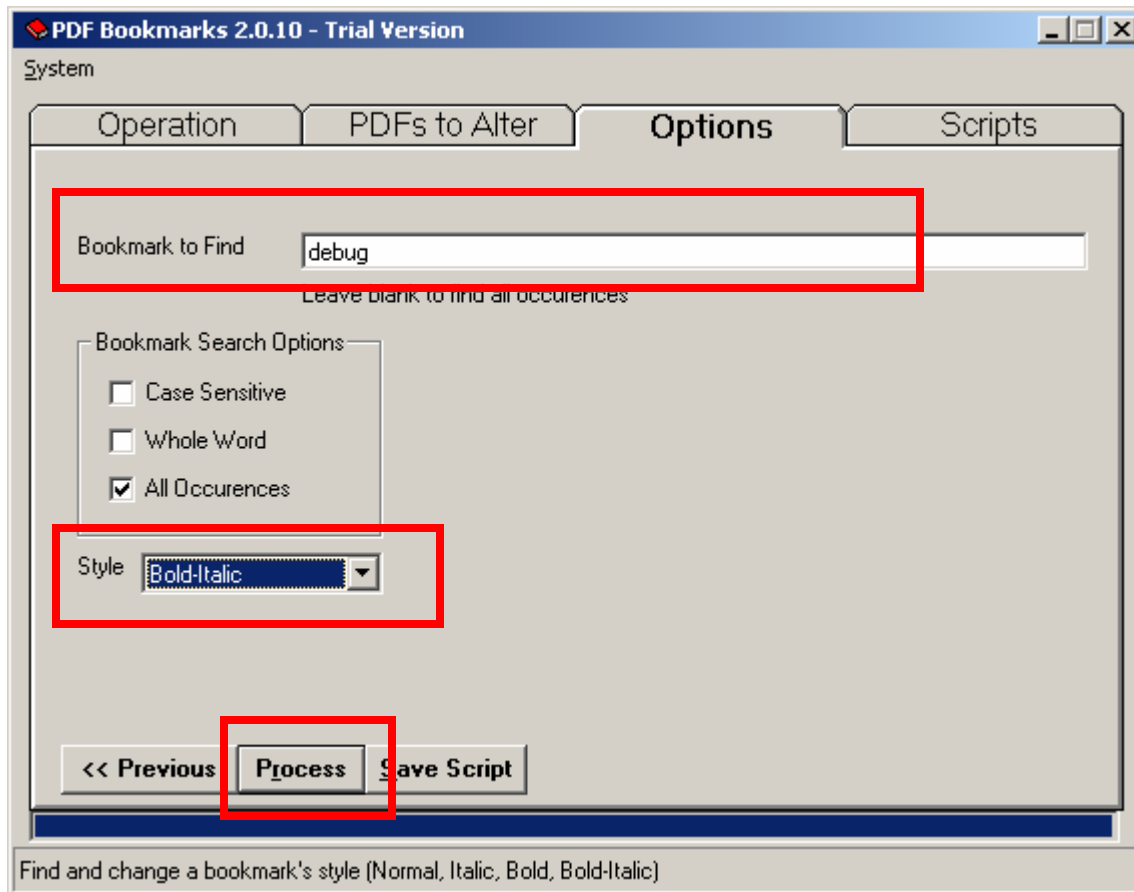 PDF Bookmarks 2.0.10 - Trial Version
System
Operation PDFs to Alter Options Scripts
Bookmark to Find debug
Leave blank to find all occurences
Bookmark Search Options
Case Sensitive
Whole Word
All Occurences
Style Bold-Italic
<< Previous Process Save Script
Find and change a bookmark's style (Normal, Italic, Bold, Bold-Italic)